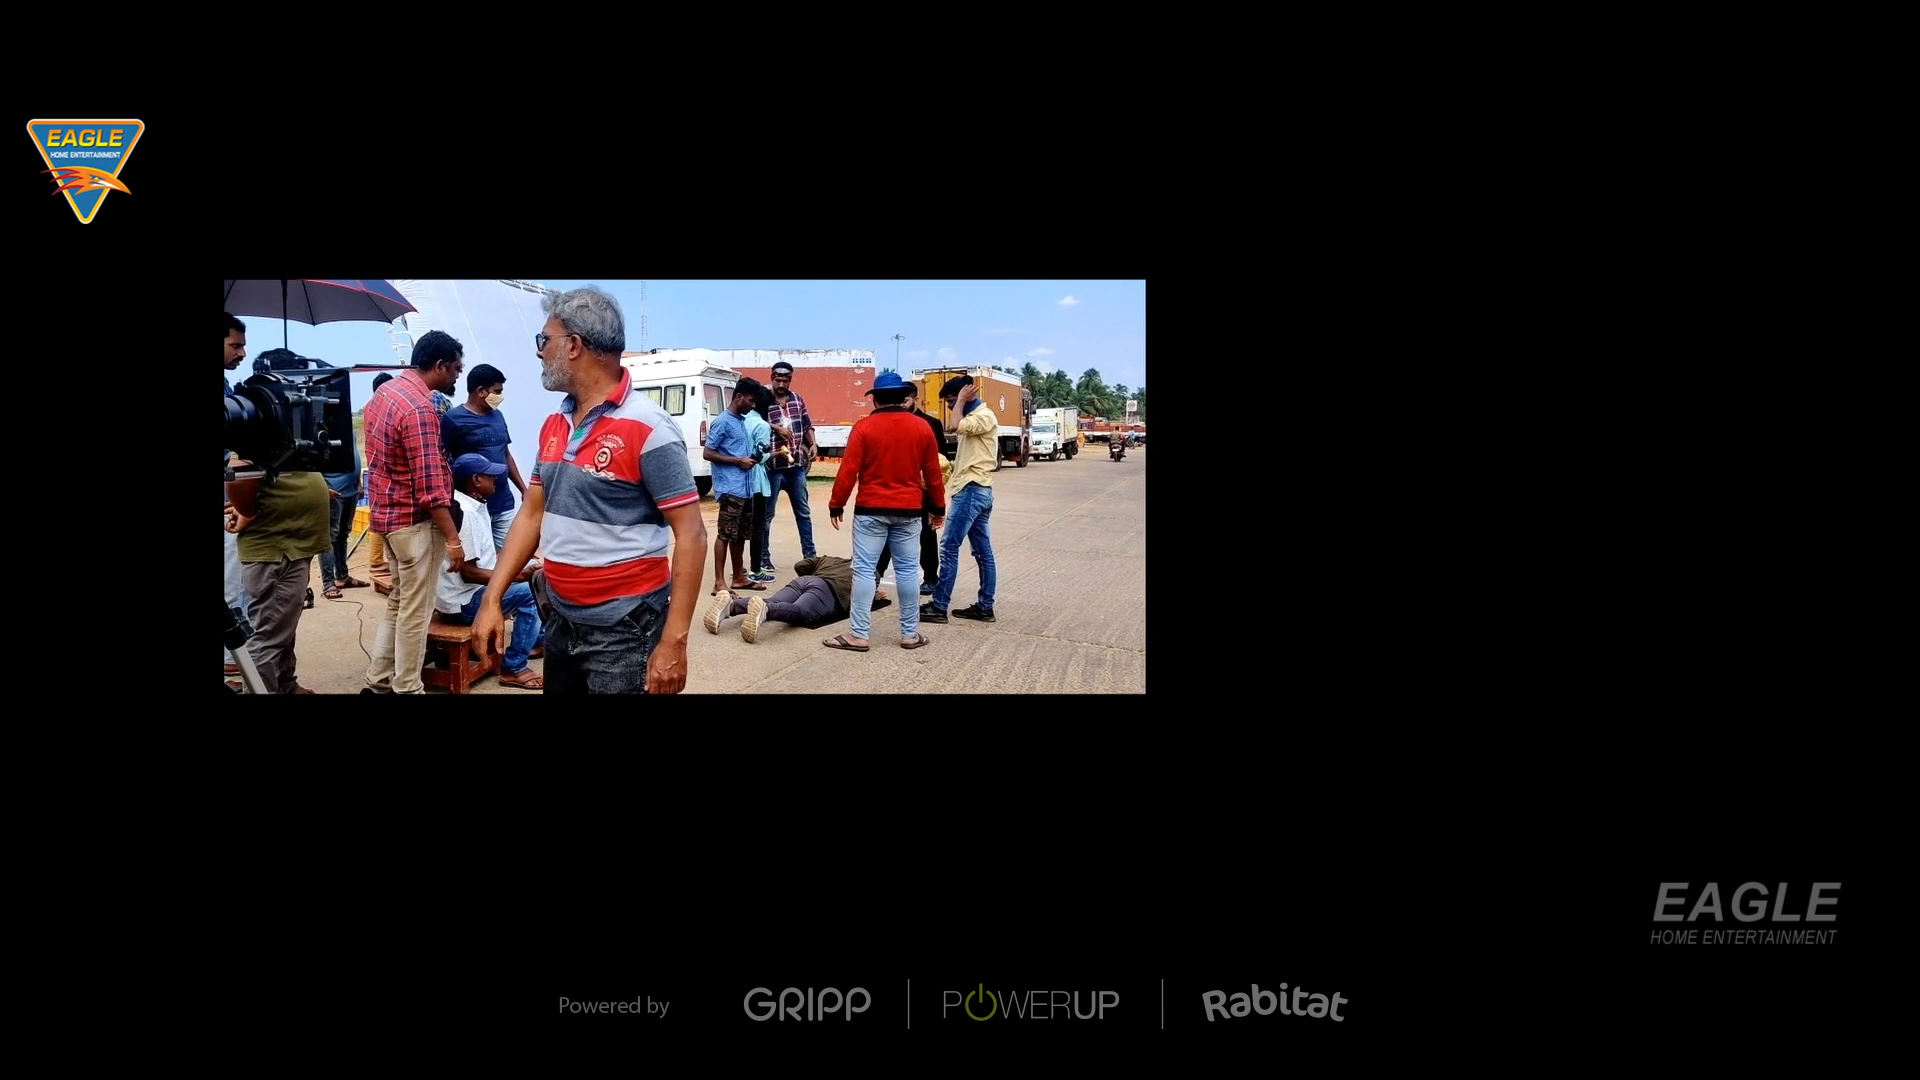 EAGLE
HOME ENTERTAINMENT
EAGLE
HOME ENTERTAINMENT
Powered by GRIPP POWERUP Rabitat